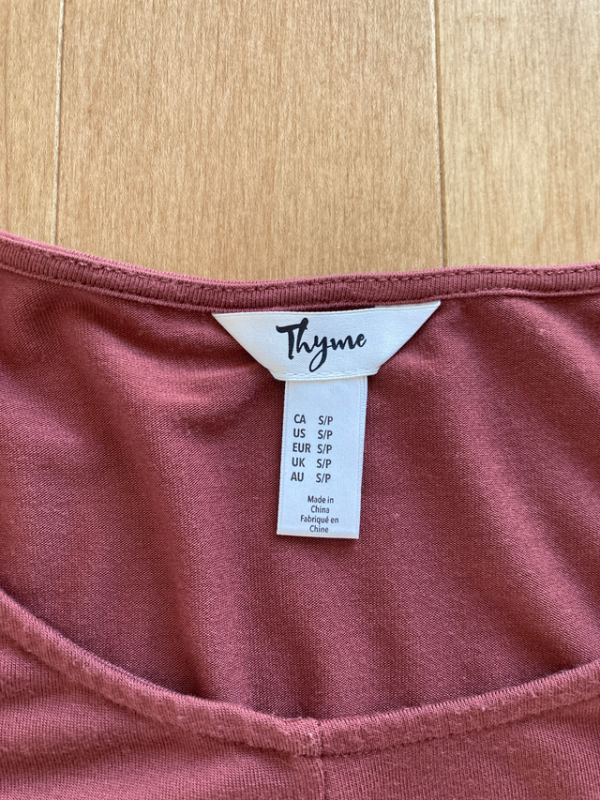 Thyme
CA S/P
US S/P
EUR S/P
UK S/P
AU S/P
Made in
China
Fabriqué en
Chine